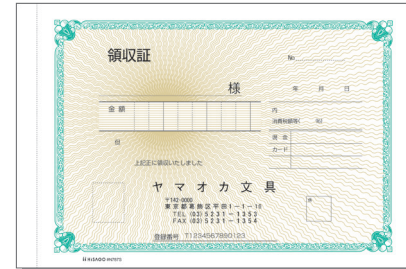 領収証
No
様
年 月 日
金額
内
消費税額等( %)
現金
カード
但
上記正に領収いたしました
ヤマオカ文具
〒142-0000
東京都葛飾区平田1-1-10
TEL (03) 5231-1353
FAX (03) 5231-1354
登録番号 T1234567890123
HISAGO